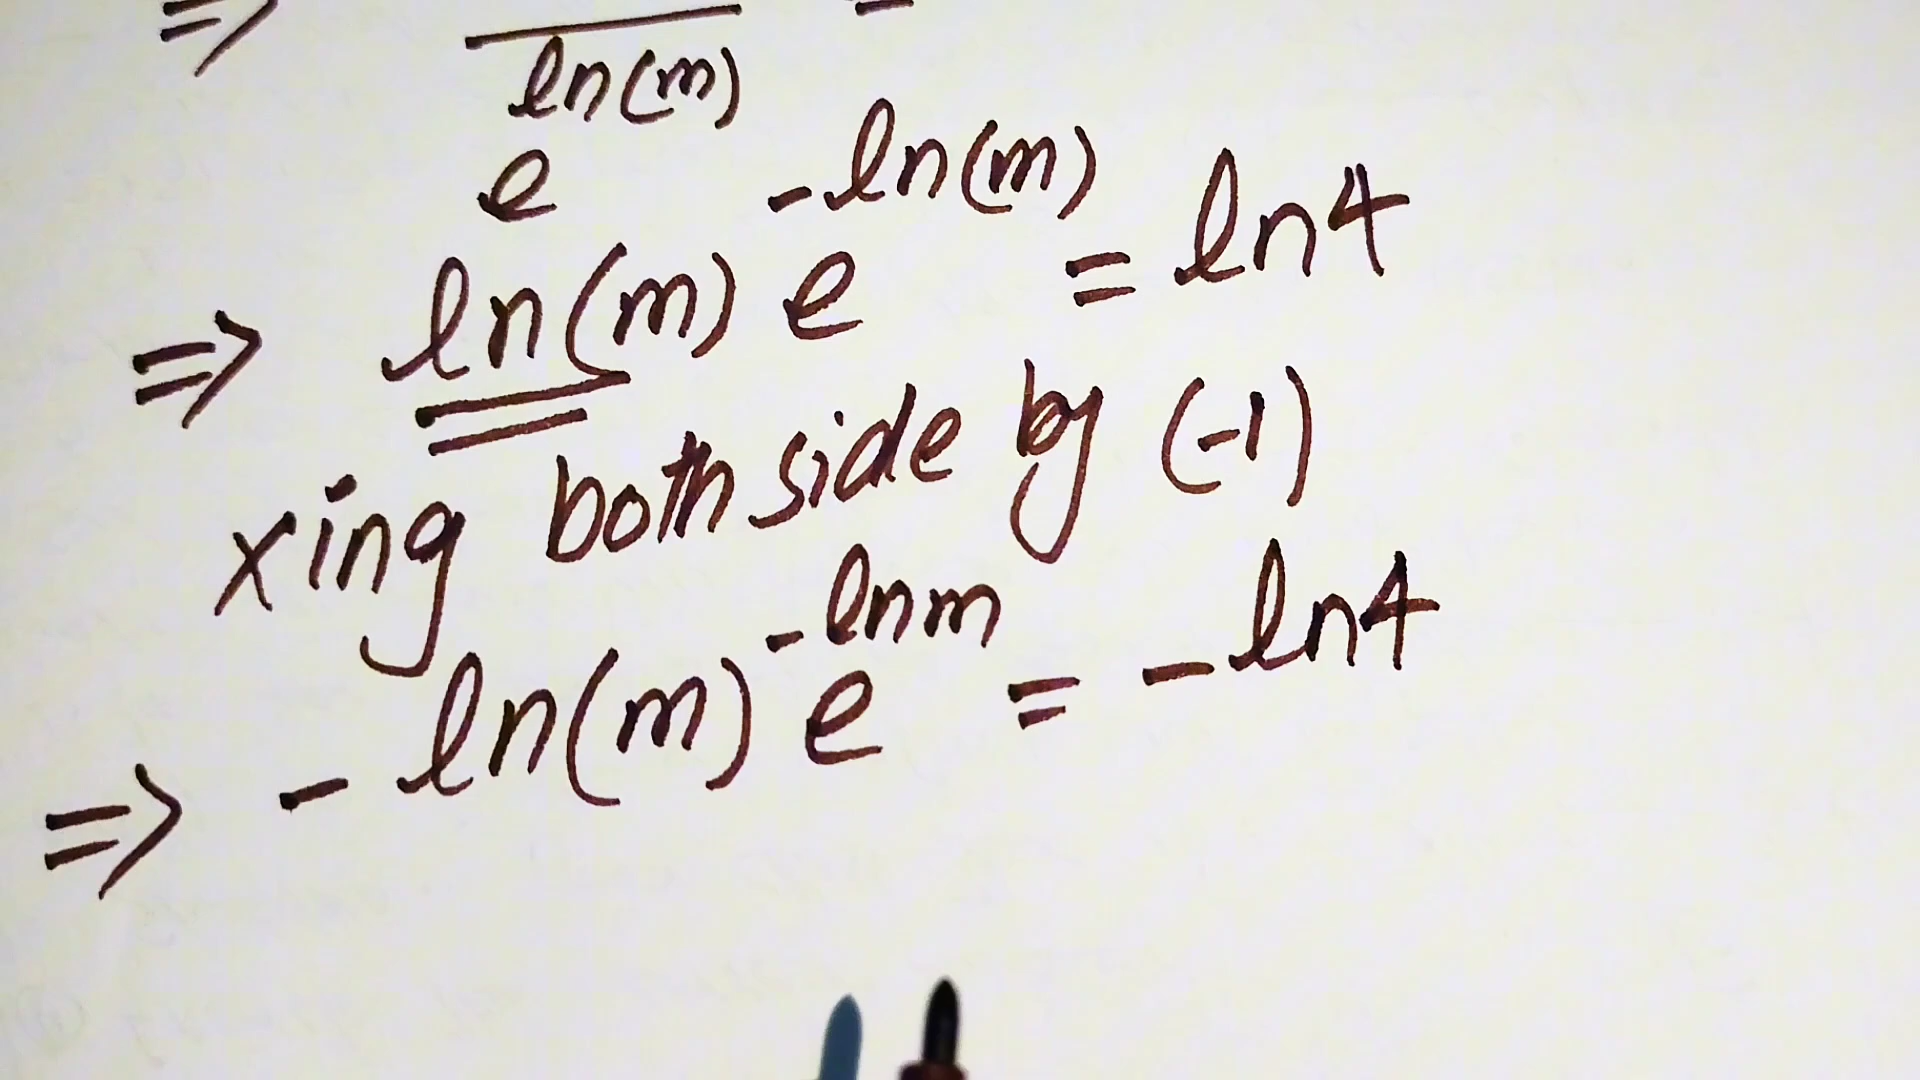 ⇒ =
ln(m)
e
⇒ ln(m) e^{-ln(m)} = ln4
xing both side by (-1)
⇒ -ln(m) e^{-lnm} = -ln4